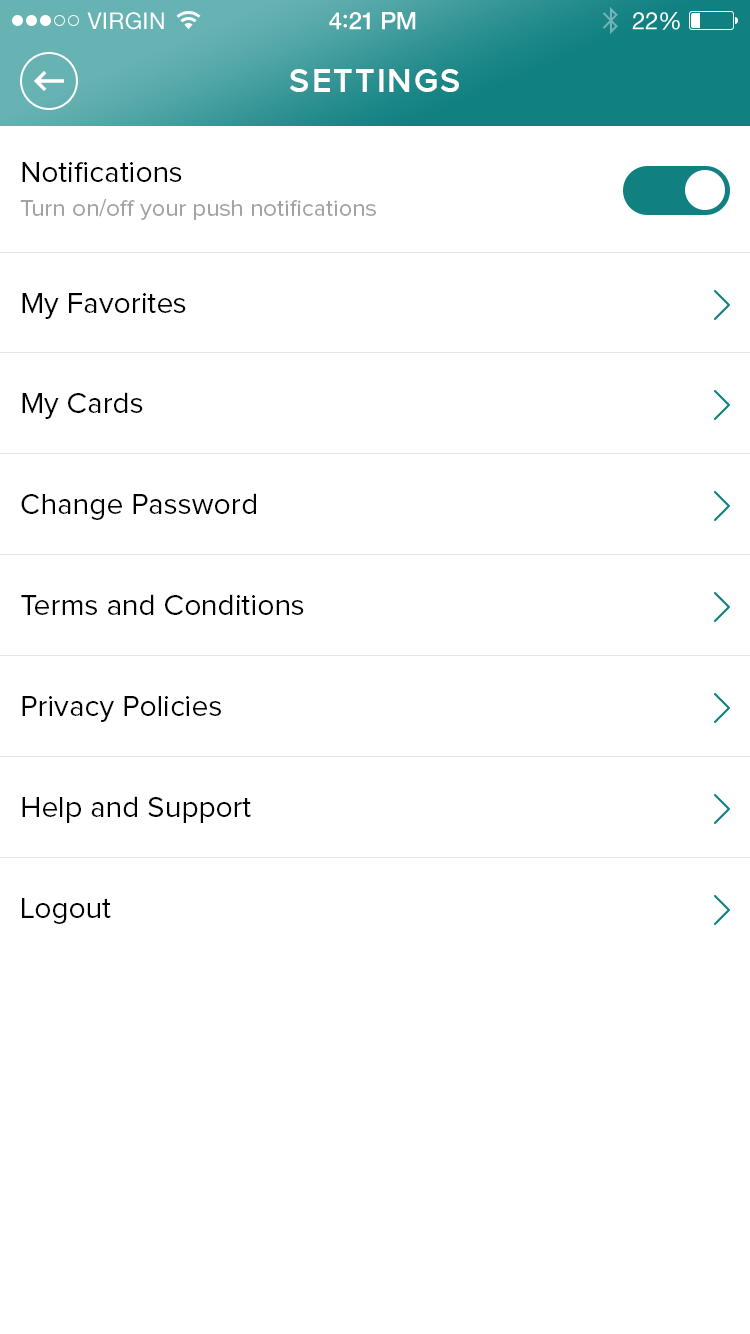 VIRGIN 4:21 PM 22%
SETTINGS
Notifications
Turn on/off your push notifications
My Favorites
My Cards
Change Password
Terms and Conditions
Privacy Policies
Help and Support
Logout